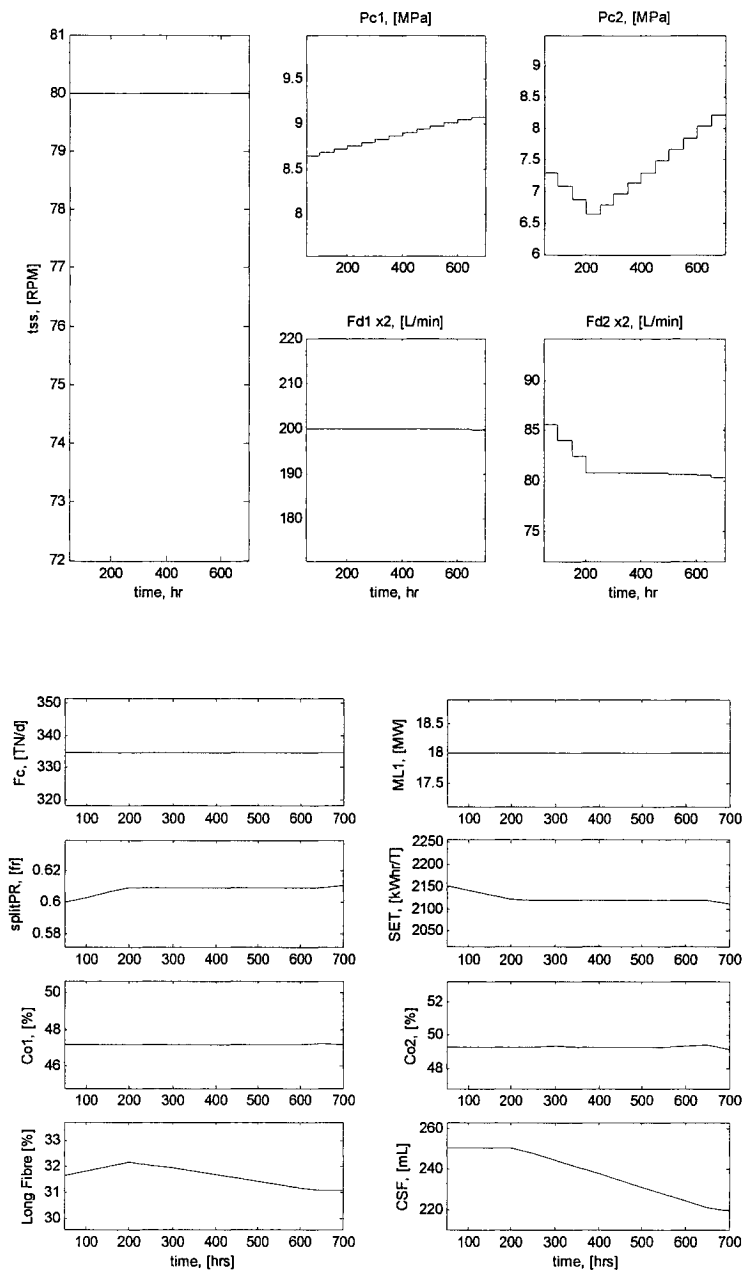 Pc1, [MPa]
Pc2, [MPa]
81
80
79
78
77
76
75
74
73
72
tss, [RPM]
200 400 600
time, hr
9.5
9
8.5
8
200 400 600
9
8.5
8
7.5
7
6.5
6
200 400 600
Fd1 x2, [L/min]
Fd2 x2, [L/min]
220
210
200
190
180
200 400 600
time, hr
90
85
80
75
200 400 600
time, hr
Fc, [TN/d]
350
340
330
320
100 200 300 400 500 600 700
ML1, [MW]
18.5
18
17.5
100 200 300 400 500 600 700
splitPR, [fr]
0.62
0.6
0.58
100 200 300 400 500 600 700
SET, [kWhr/T]
2250
2200
2150
2100
2050
100 200 300 400 500 600 700
Co1, [%]
50
48
46
100 200 300 400 500 600 700
Co2, [%]
52
50
48
100 200 300 400 500 600 700
Long Fibre [%]
33
32
31
30
100 200 300 400 500 600 700
time, [hrs]
CSF, [mL]
260
240
220
100 200 300 400 500 600 700
time, [hrs]